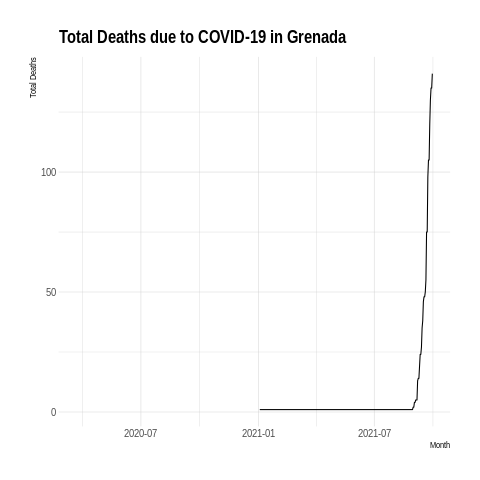 Total Deaths due to COVID-19 in Grenada
Total Deaths
100
50
0
2020-07
2021-01
2021-07
Month